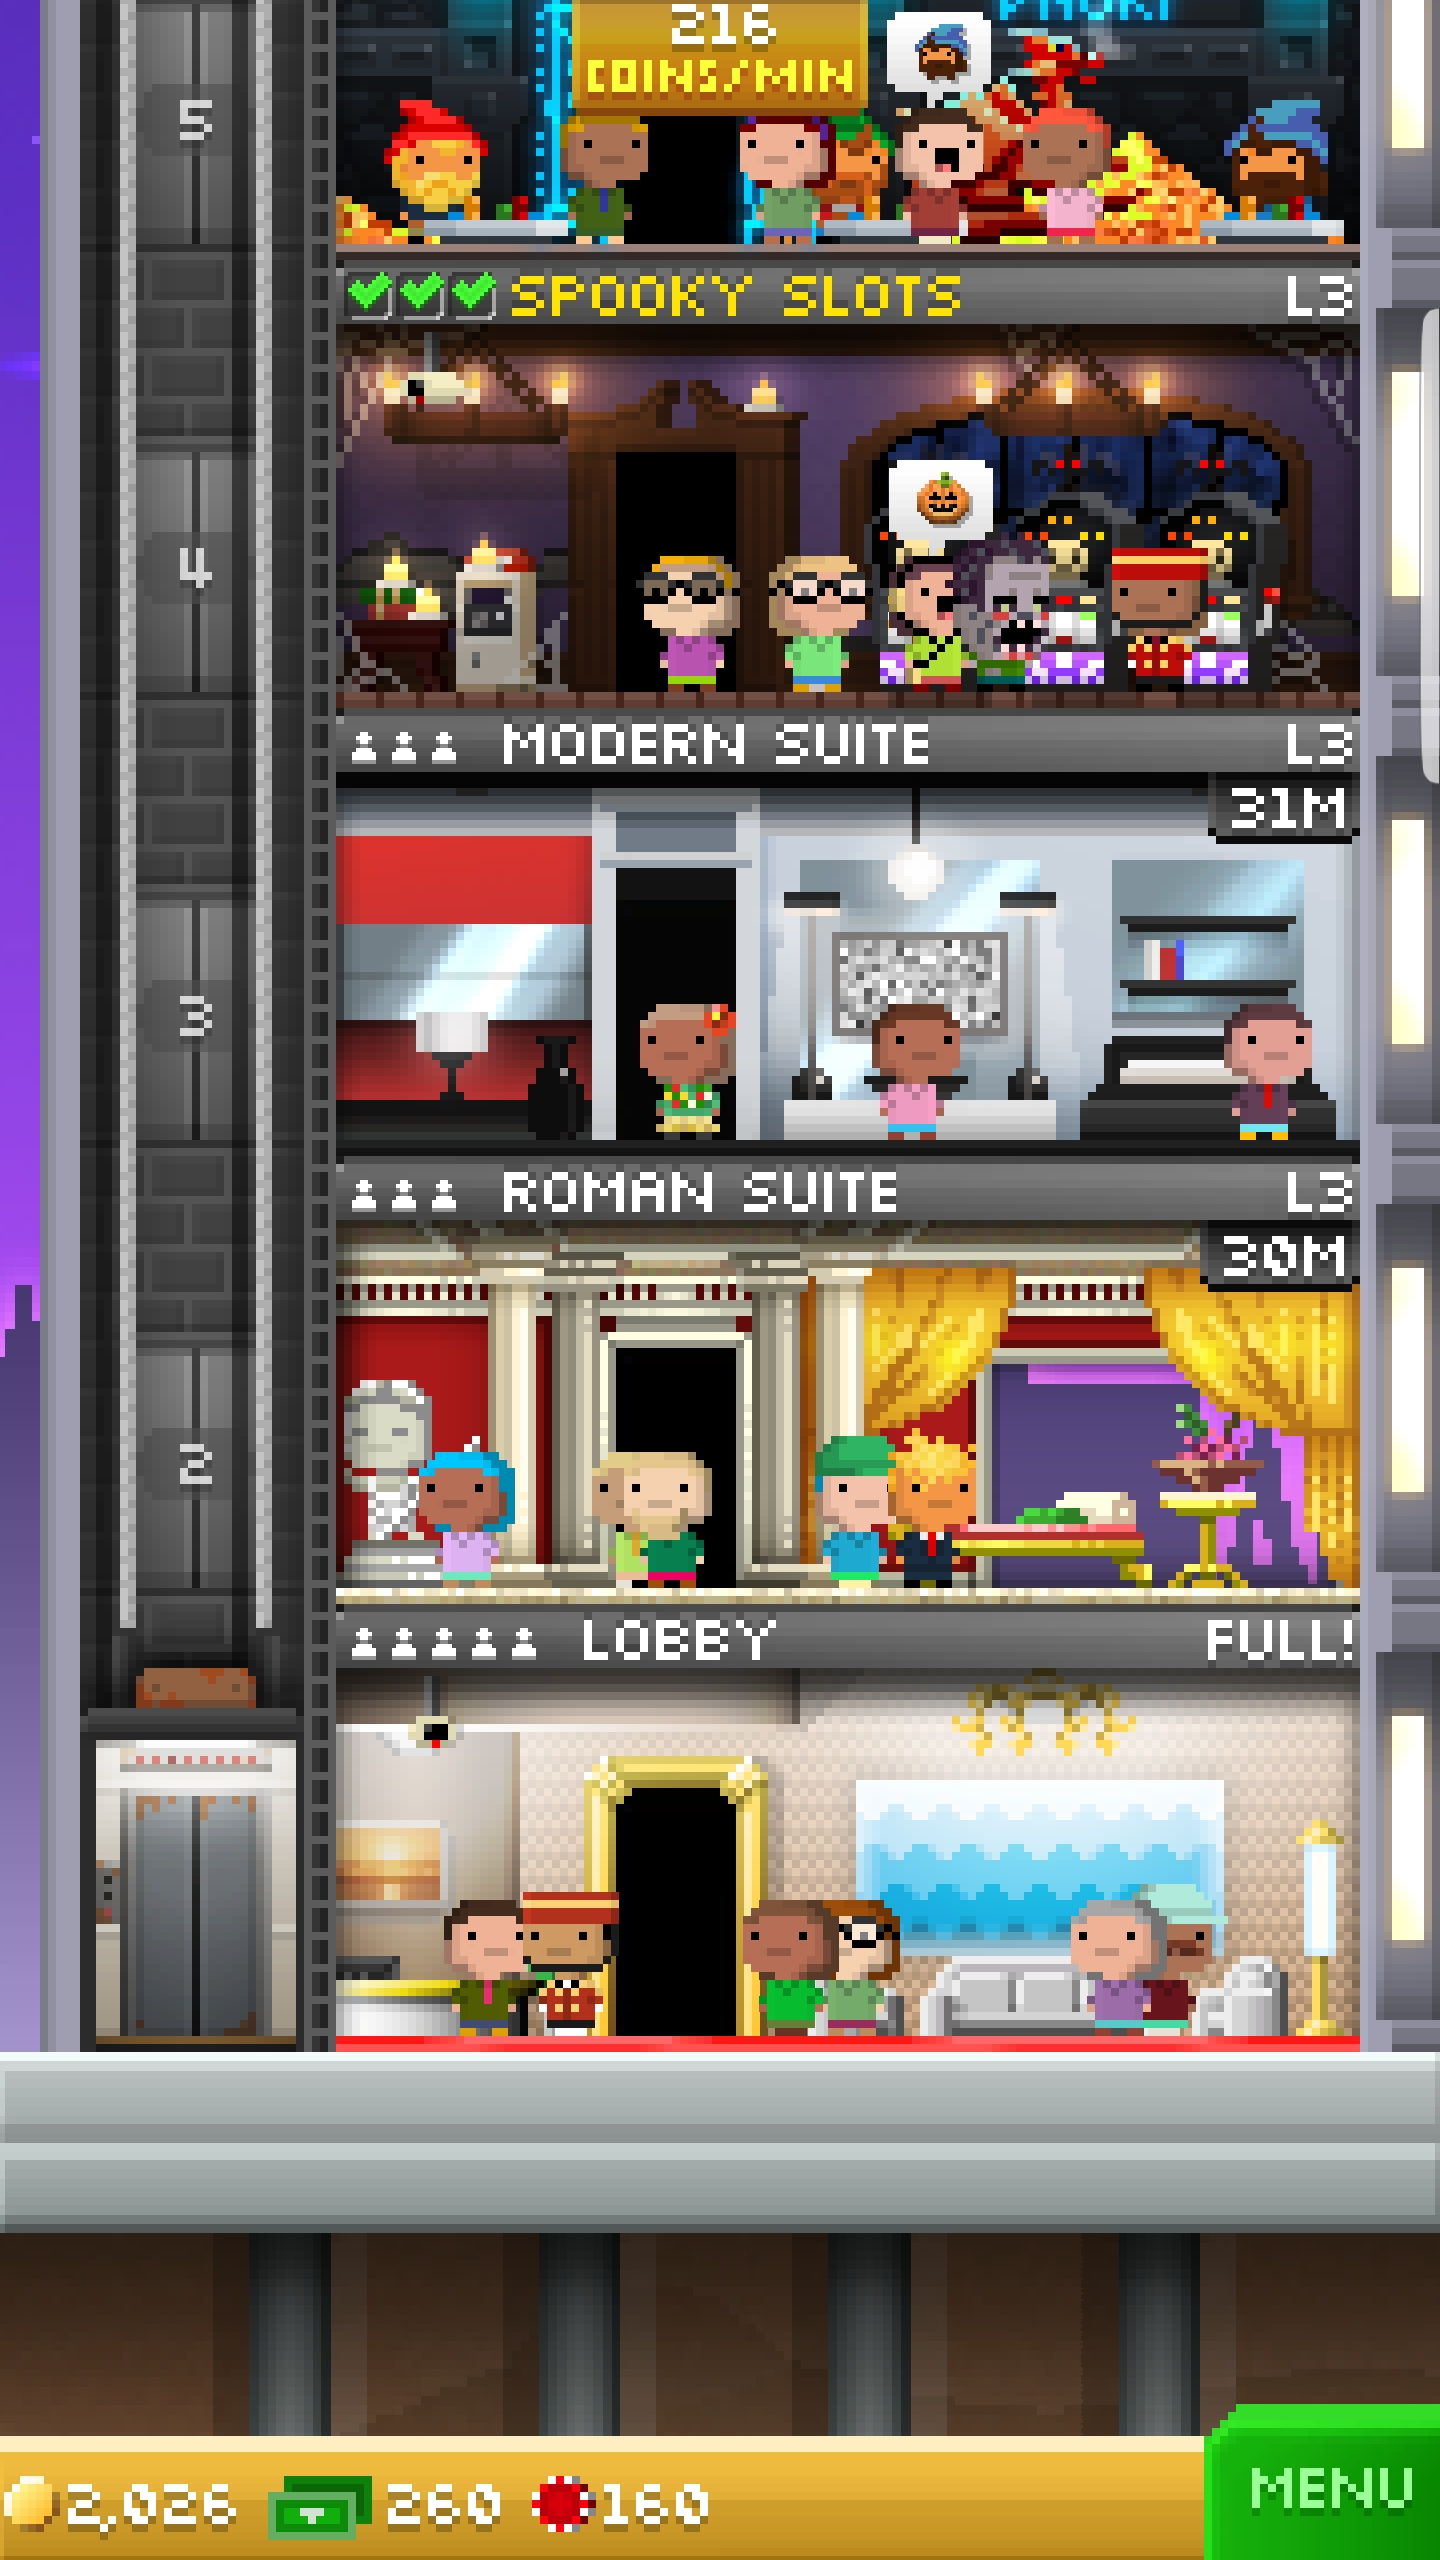 216
COINS/MIN
5
SPOOKY SLOTS L3
4
MODERN SUITE L3
31M
3
ROMAN SUITE L3
30M
2
LOBBY FULL!
2,026 260 160 MENU